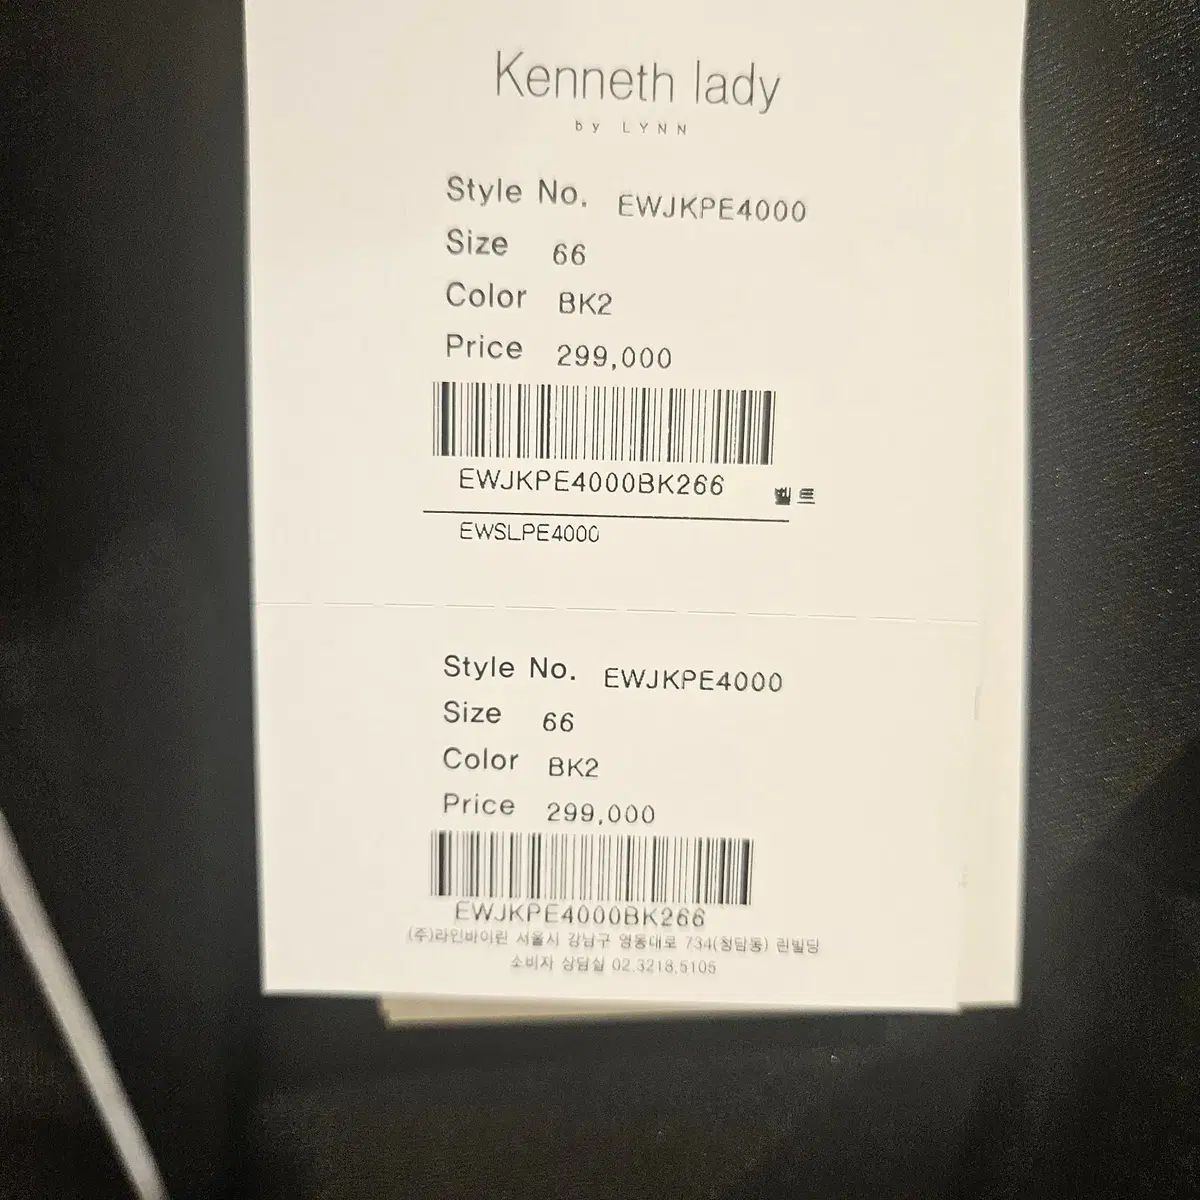 Kenneth lady
by LYNN
Style No. EWJKPE4000
Size 66
Color BK2
Price 299,000
EWJKPE4000BK266 벨트
EWSLPE4000
Style No. EWJKPE4000
Size 66
Color BK2
Price 299,000
EWJKPE4000BK266
(주)라인바이린 서울시 강남구 영동대로 734(청담동) 린빌딩
소비자 상담실 02.3218.5105